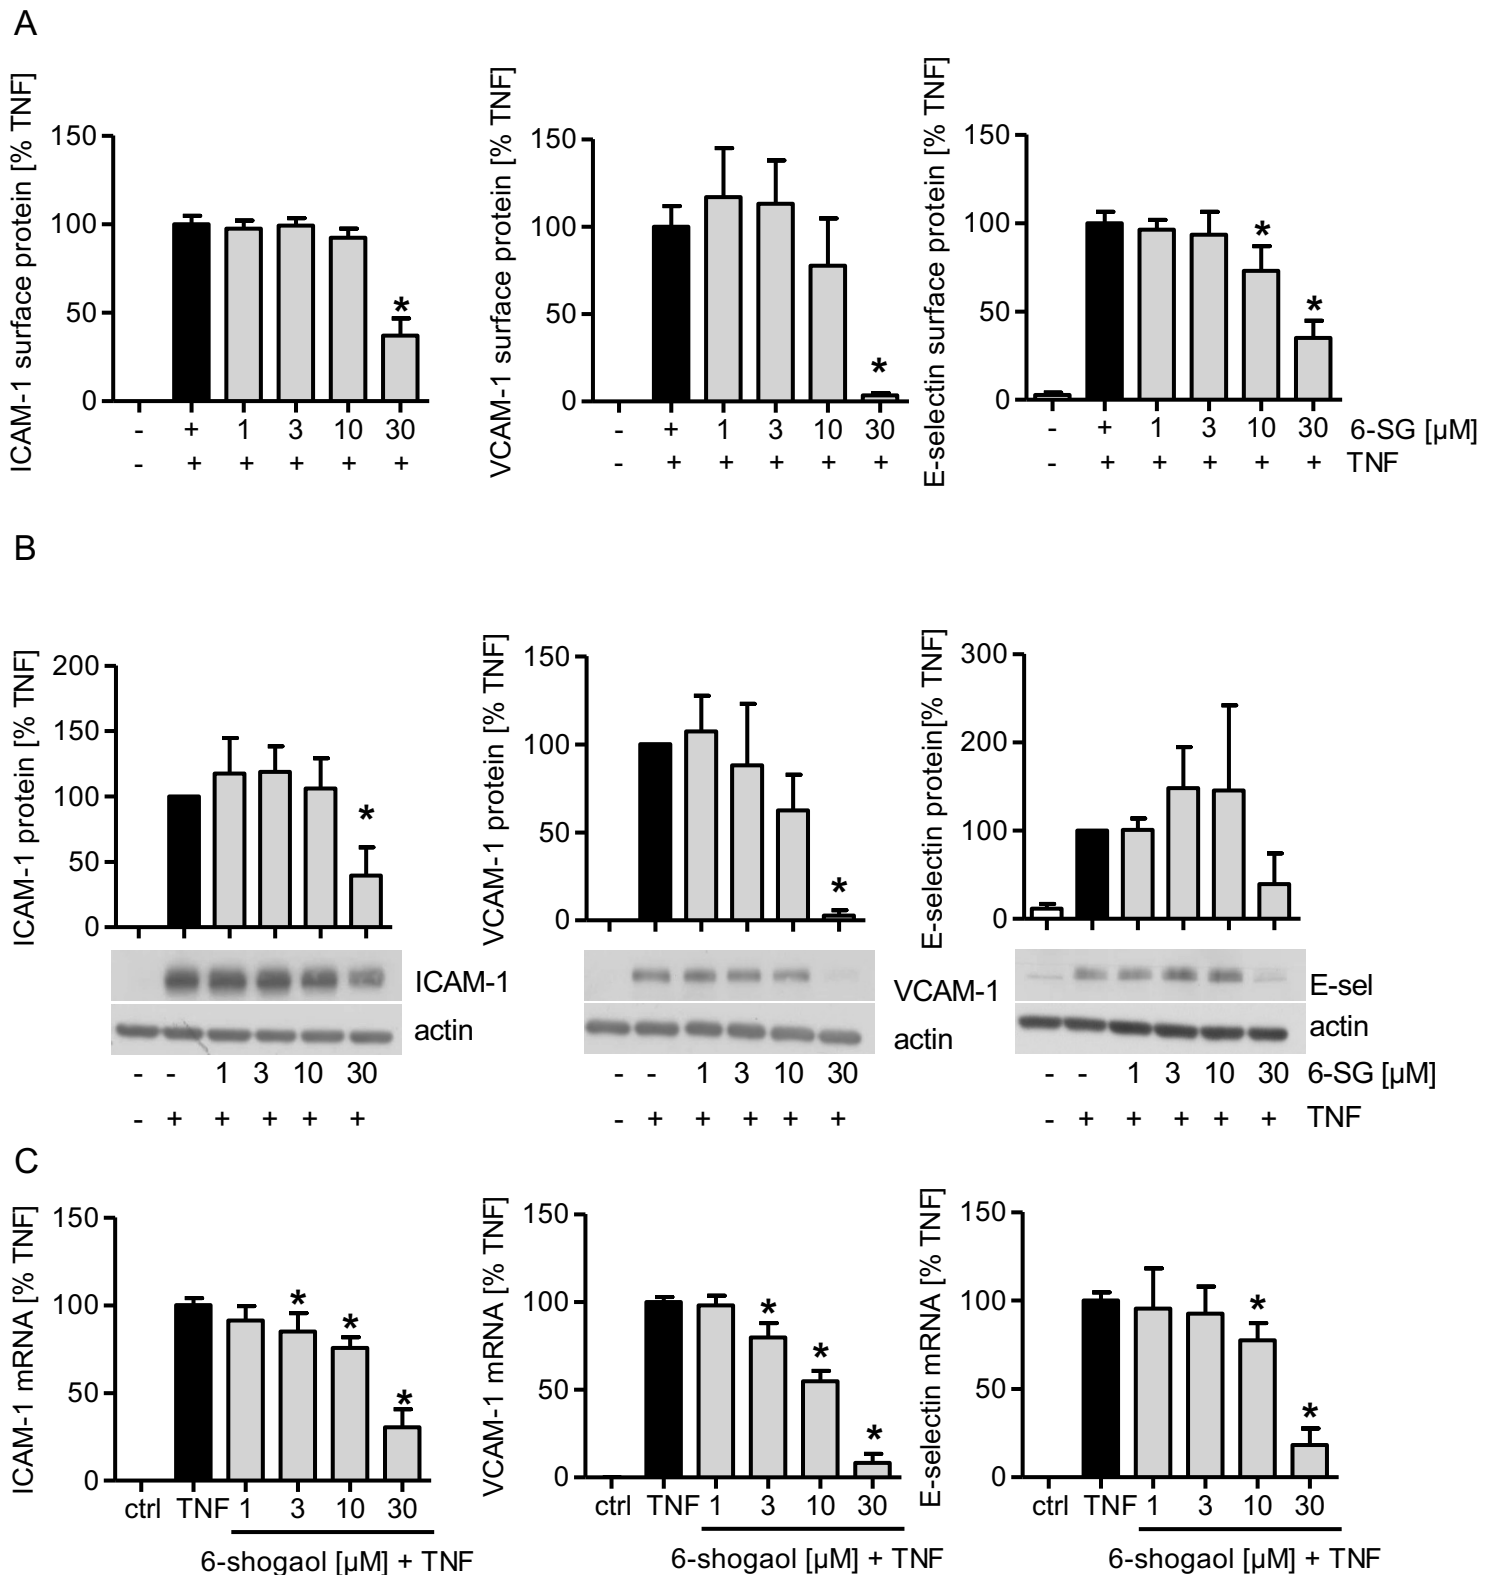 A
ICAM-1 surface protein [% TNF]
150
100
50
0
*
- + 1 3 10 30
- + + + + +
VCAM-1 surface protein [% TNF]
150
100
50
0
*
- + 1 3 10 30
- + + + + +
E-selectin surface protein [% TNF]
150
100
50
0
* *
- + 1 3 10 30 6-SG [µM]
- + + + + + TNF
B
ICAM-1 protein [% TNF]
200
150
100
50
0
*
ICAM-1
actin
- - 1 3 10 30
- + + + + +
VCAM-1 protein [% TNF]
150
100
50
0
*
VCAM-1
actin
- - 1 3 10 30
- + + + + +
E-selectin protein[% TNF]
300
200
100
0
E-sel
actin
- - 1 3 10 30 6-SG [µM]
- + + + + + TNF
C
ICAM-1 mRNA [% TNF]
150
100
50
0
* * *
ctrl TNF 1 3 10 30
6-shogaol [µM] + TNF
VCAM-1 mRNA [% TNF]
150
100
50
0
* * *
ctrl TNF 1 3 10 30
6-shogaol [µM] + TNF
E-selectin mRNA [% TNF]
150
100
50
0
* *
ctrl TNF 1 3 10 30
6-shogaol [µM] + TNF